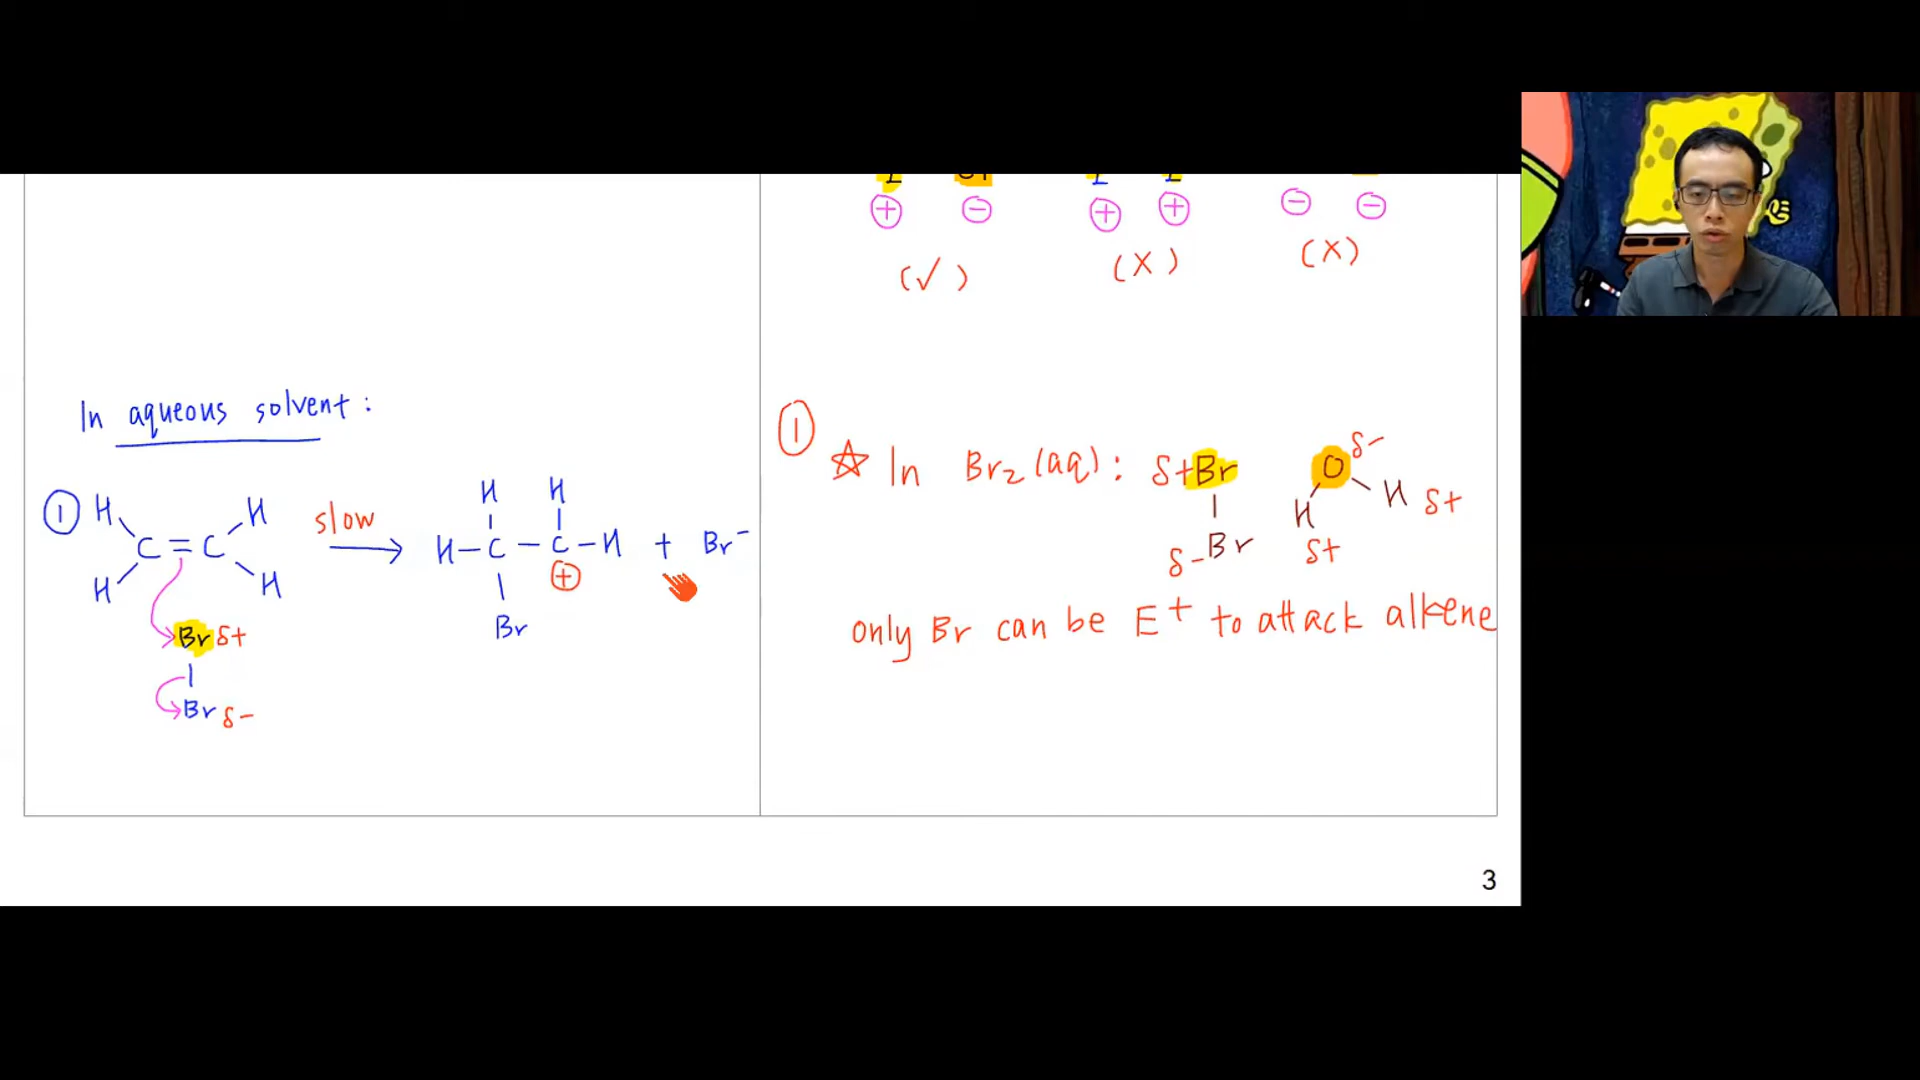 + − + + − −
(✓) (X) (X)
In aqueous solvent:
① H H slow H H
C=C → H−C−C−H + Br⁻
H H +
Br δ+ Br
Br δ−
①
☆ In Br₂(aq): δ+ Br O δ−
H H δ+
δ− Br δ+
only Br can be E⁺ to attack alkene
3